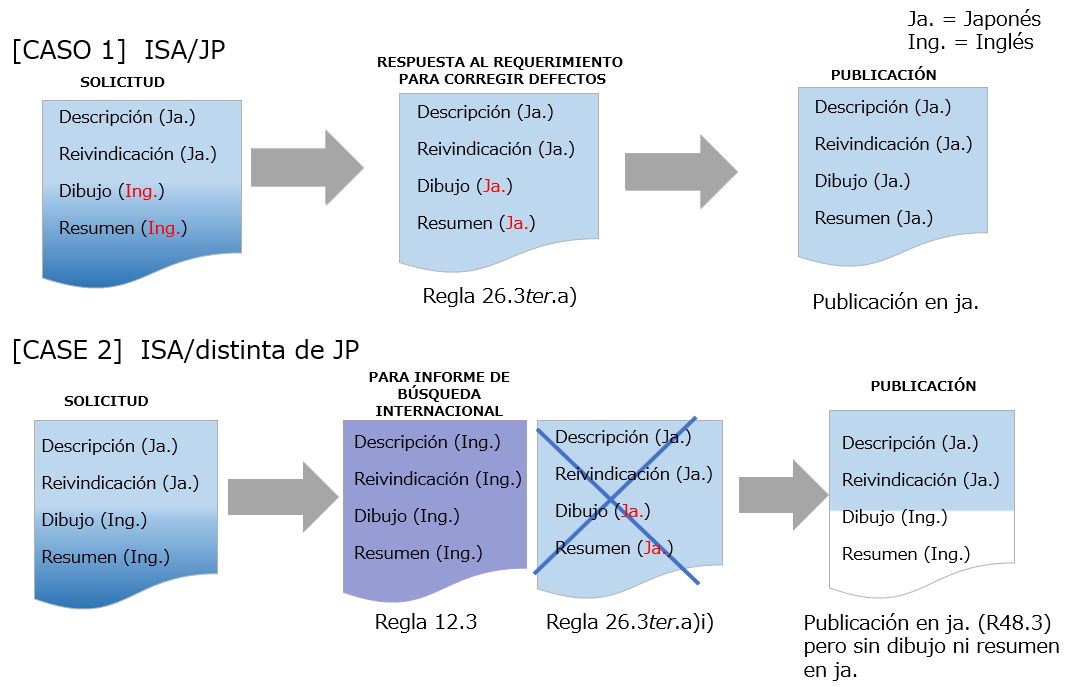 Ja. = Japonés
Ing. = Inglés
[CASO 1] ISA/JP
SOLICITUD
Descripción (Ja.)
Reivindicación (Ja.)
Dibujo (Ing.)
Resumen (Ing.)
RESPUESTA AL REQUERIMIENTO
PARA CORREGIR DEFECTOS
Descripción (Ja.)
Reivindicación (Ja.)
Dibujo (Ja.)
Resumen (Ja.)
Regla 26.3ter.a)
PUBLICACIÓN
Descripción (Ja.)
Reivindicación (Ja.)
Dibujo (Ja.)
Resumen (Ja.)
Publicación en ja.
[CASE 2] ISA/distinta de JP
SOLICITUD
Descripción (Ja.)
Reivindicación (Ja.)
Dibujo (Ing.)
Resumen (Ing.)
PARA INFORME DE
BÚSQUEDA
INTERNACIONAL
Descripción (Ing.)
Reivindicación (Ing.)
Dibujo (Ing.)
Resumen (Ing.)
Regla 12.3
Descripción (Ja.)
Reivindicación (Ja.)
Dibujo (Ja.)
Resumen (Ja.)
Regla 26.3ter.a)i)
PUBLICACIÓN
Descripción (Ja.)
Reivindicación (Ja.)
Dibujo (Ing.)
Resumen (Ing.)
Publicación en ja. (R48.3)
pero sin dibujo ni resumen
en ja.